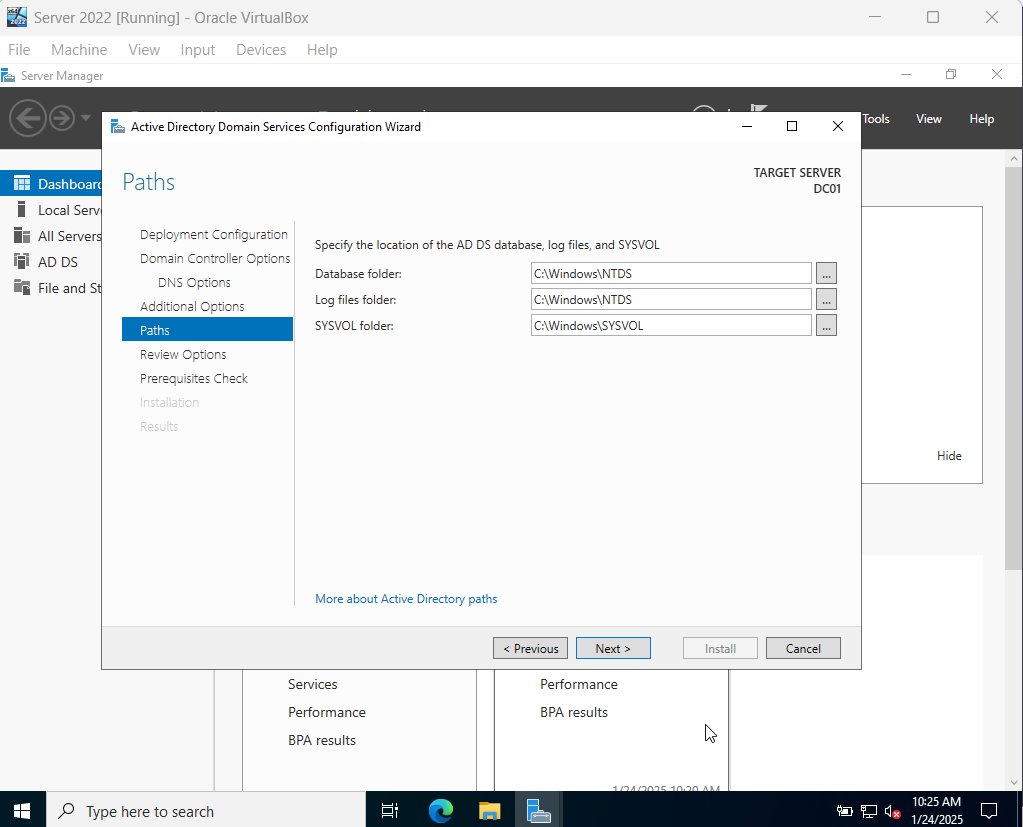 Server 2022 [Running] - Oracle VirtualBox
File Machine View Input Devices Help
Server Manager
Tools View Help
Active Directory Domain Services Configuration Wizard
Paths
TARGET SERVER
DC01
Dashboard
Local Serv
All Servers
AD DS
File and St
Deployment Configuration
Domain Controller Options
DNS Options
Additional Options
Paths
Review Options
Prerequisites Check
Installation
Results
Specify the location of the AD DS database, log files, and SYSVOL
Database folder: C:\Windows\NTDS ...
Log files folder: C:\Windows\NTDS ...
SYSVOL folder: C:\Windows\SYSVOL ...
More about Active Directory paths
Hide
< Previous Next > Install Cancel
Services
Performance
BPA results
Performance
BPA results
1/24/2025 10:20 AM
Type here to search
10:25 AM
1/24/2025